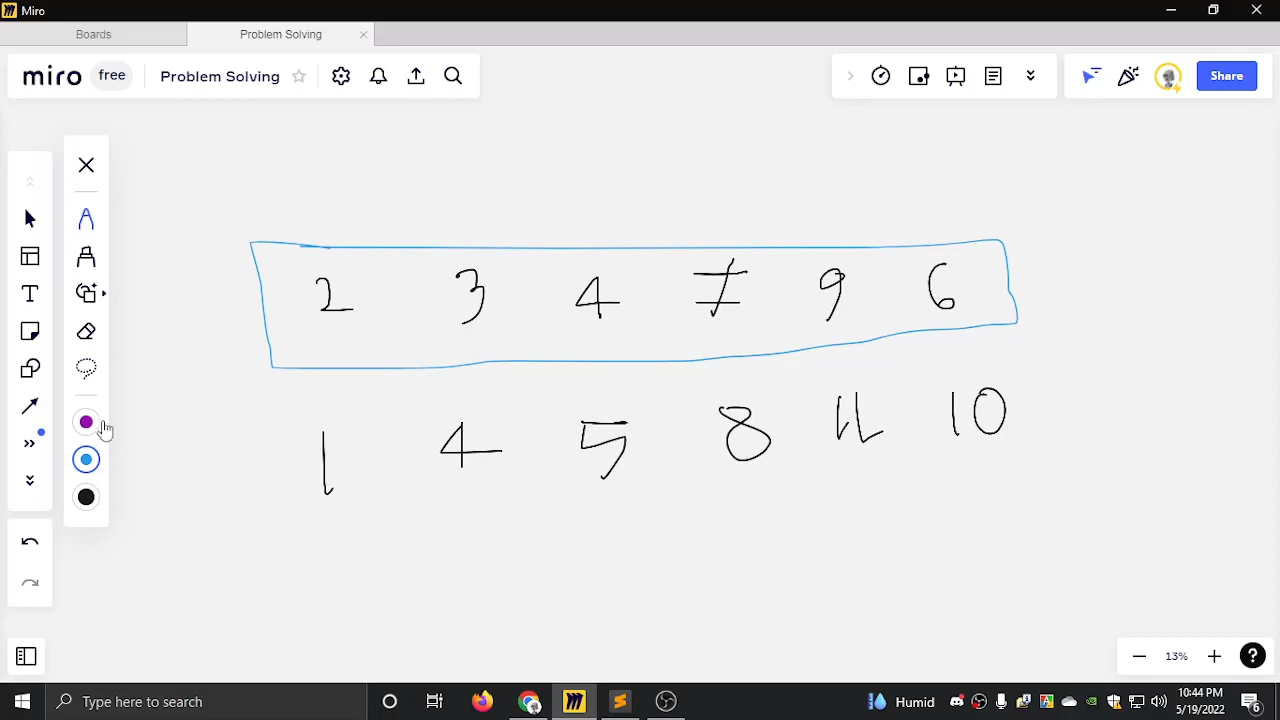 Miro
Boards
Problem Solving
miro free Problem Solving
Share
2 3 4 7 9 6
1 4 5 8 11 10
13%
Type here to search
Humid
10:44 PM
5/19/2022
6